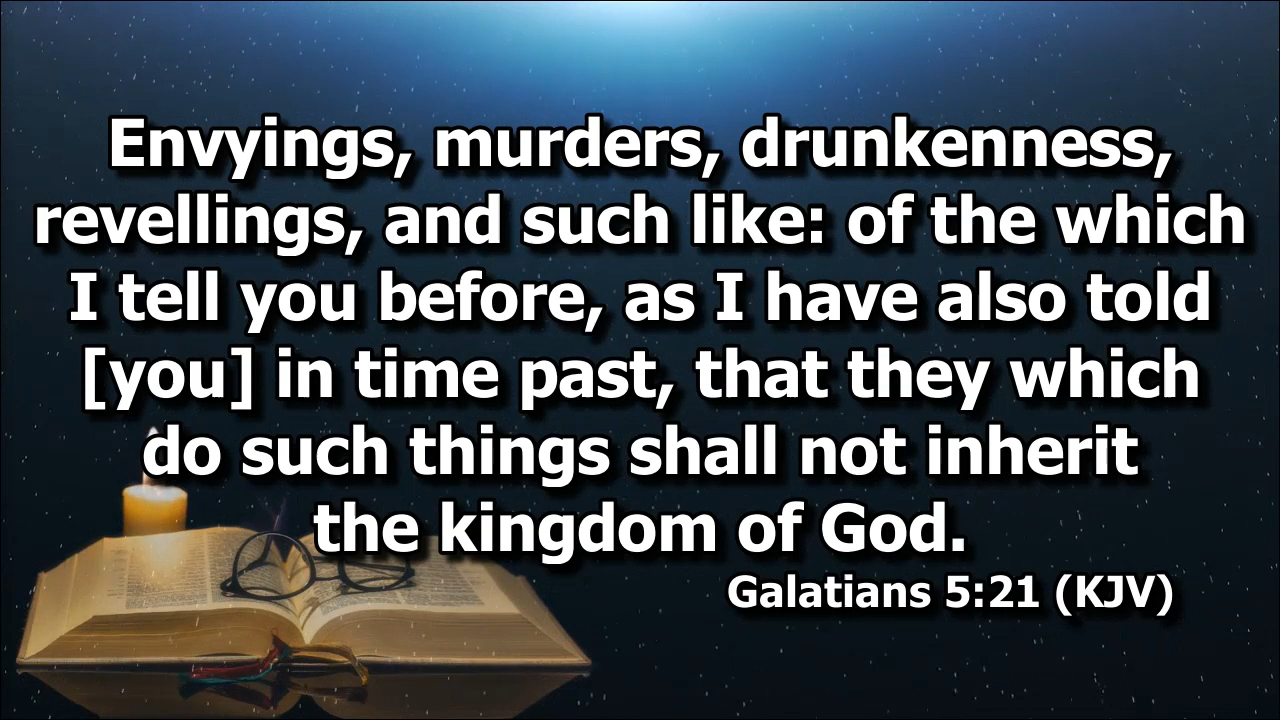 Envyings, murders, drunkenness,
revellings, and such like: of the which
I tell you before, as I have also told
[you] in time past, that they which
do such things shall not inherit
the kingdom of God.
Galatians 5:21 (KJV)